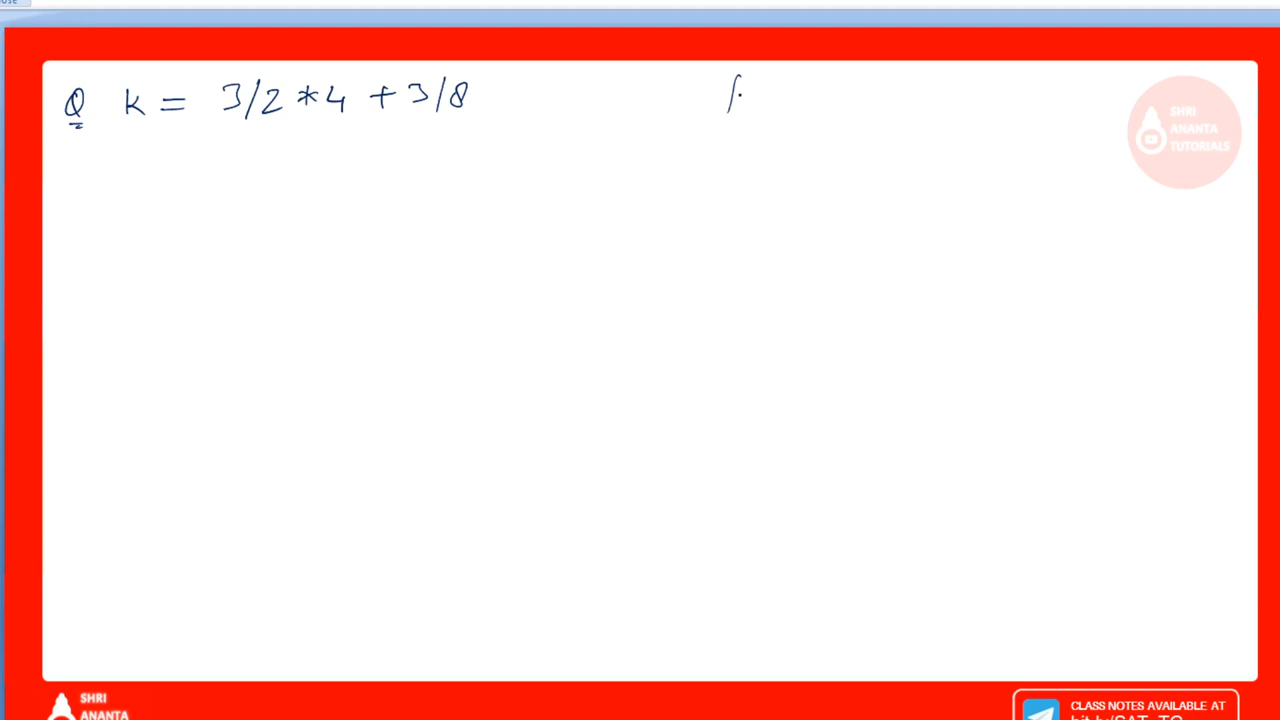 Q k = 3/2 * 4 + 3/8
SHRI
ANANTA
TUTORIALS
SHRI
ANANTA
CLASS NOTES AVAILABLE AT